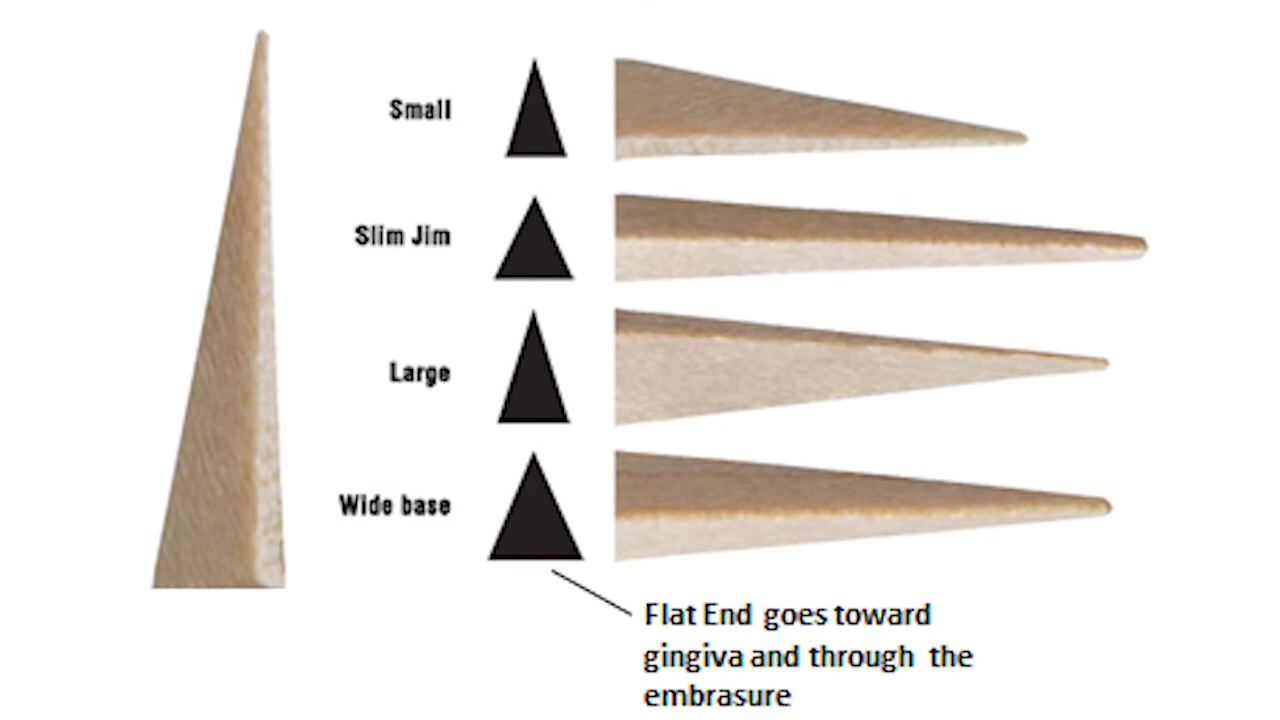 Small
Slim Jim
Large
Wide base
Flat End goes toward
gingiva and through the
embrasure